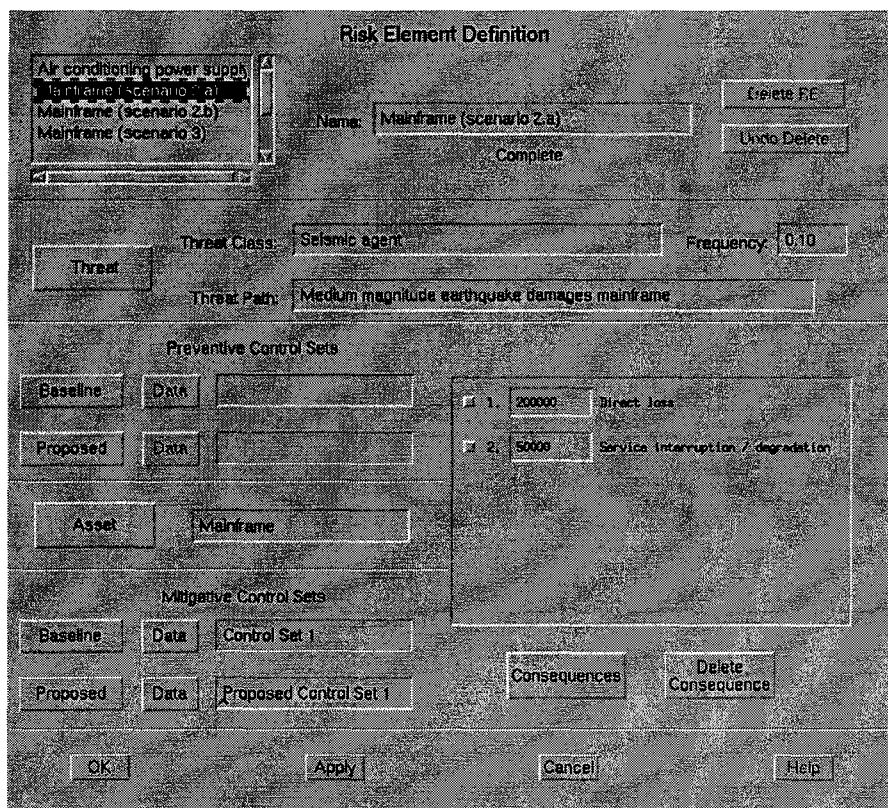 Risk Element Definition
Air conditioning power supply
Mainframe (scenario 2.a)
Mainframe (scenario 2.b)
Mainframe (scenario 3)
Name: Mainframe (scenario 2.a)
Complete
Delete RE
Undo Delete
Threat
Threat Class: Seismic agent
Frequency: 0.10
Threat Path: Medium magnitude earthquake damages mainframe
Preventive Control Sets
Baseline Data
Proposed Data
1. 200000 Direct loss
2. 50000 Service interruption / degradation
Asset Mainframe
Mitigative Control Sets
Baseline Data Control Set 1
Proposed Data Proposed Control Set 1
Consequences
Delete
Consequence
OK Apply Cancel Help